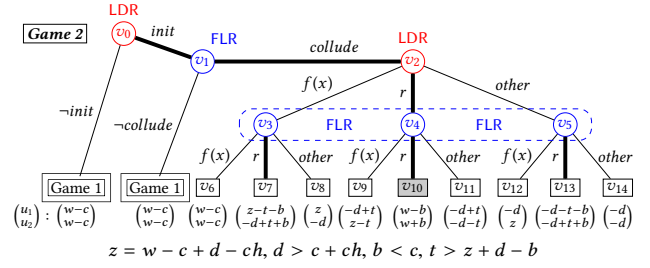 LDR
Game 2
v0 init FLR collude LDR
v1 v2
f(x) r other
¬init ¬collude
v3 FLR v4 FLR v5
f(x) r other f(x) r other f(x) r other
Game 1 Game 1 v6 v7 v8 v9 v10 v11 v12 v13 v14
(u1 u2) : (w−c w−c) (w−c w−c) (w−c w−c) (z−t−b −d+t+b) (z −d) (−d+t z−t) (w−b w+b) (−d+t −d−t) (−d z) (−d−t−b −d+t+b) (−d −d)
z = w − c + d − ch, d > c + ch, b < c, t > z + d − b